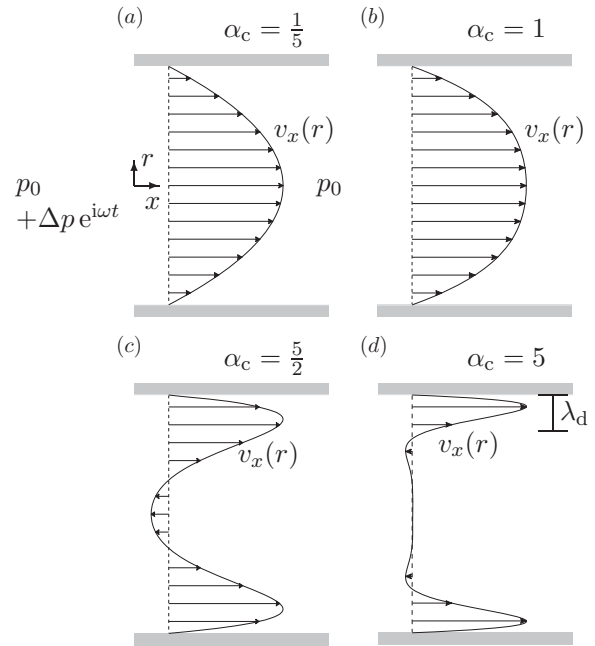 (a) α_c = 1/5
(b) α_c = 1
v_x(r)
v_x(r)
r
x
p_0
+Δp e^{iωt}
p_0
(c) α_c = 5/2
(d) α_c = 5
λ_d
v_x(r)
v_x(r)